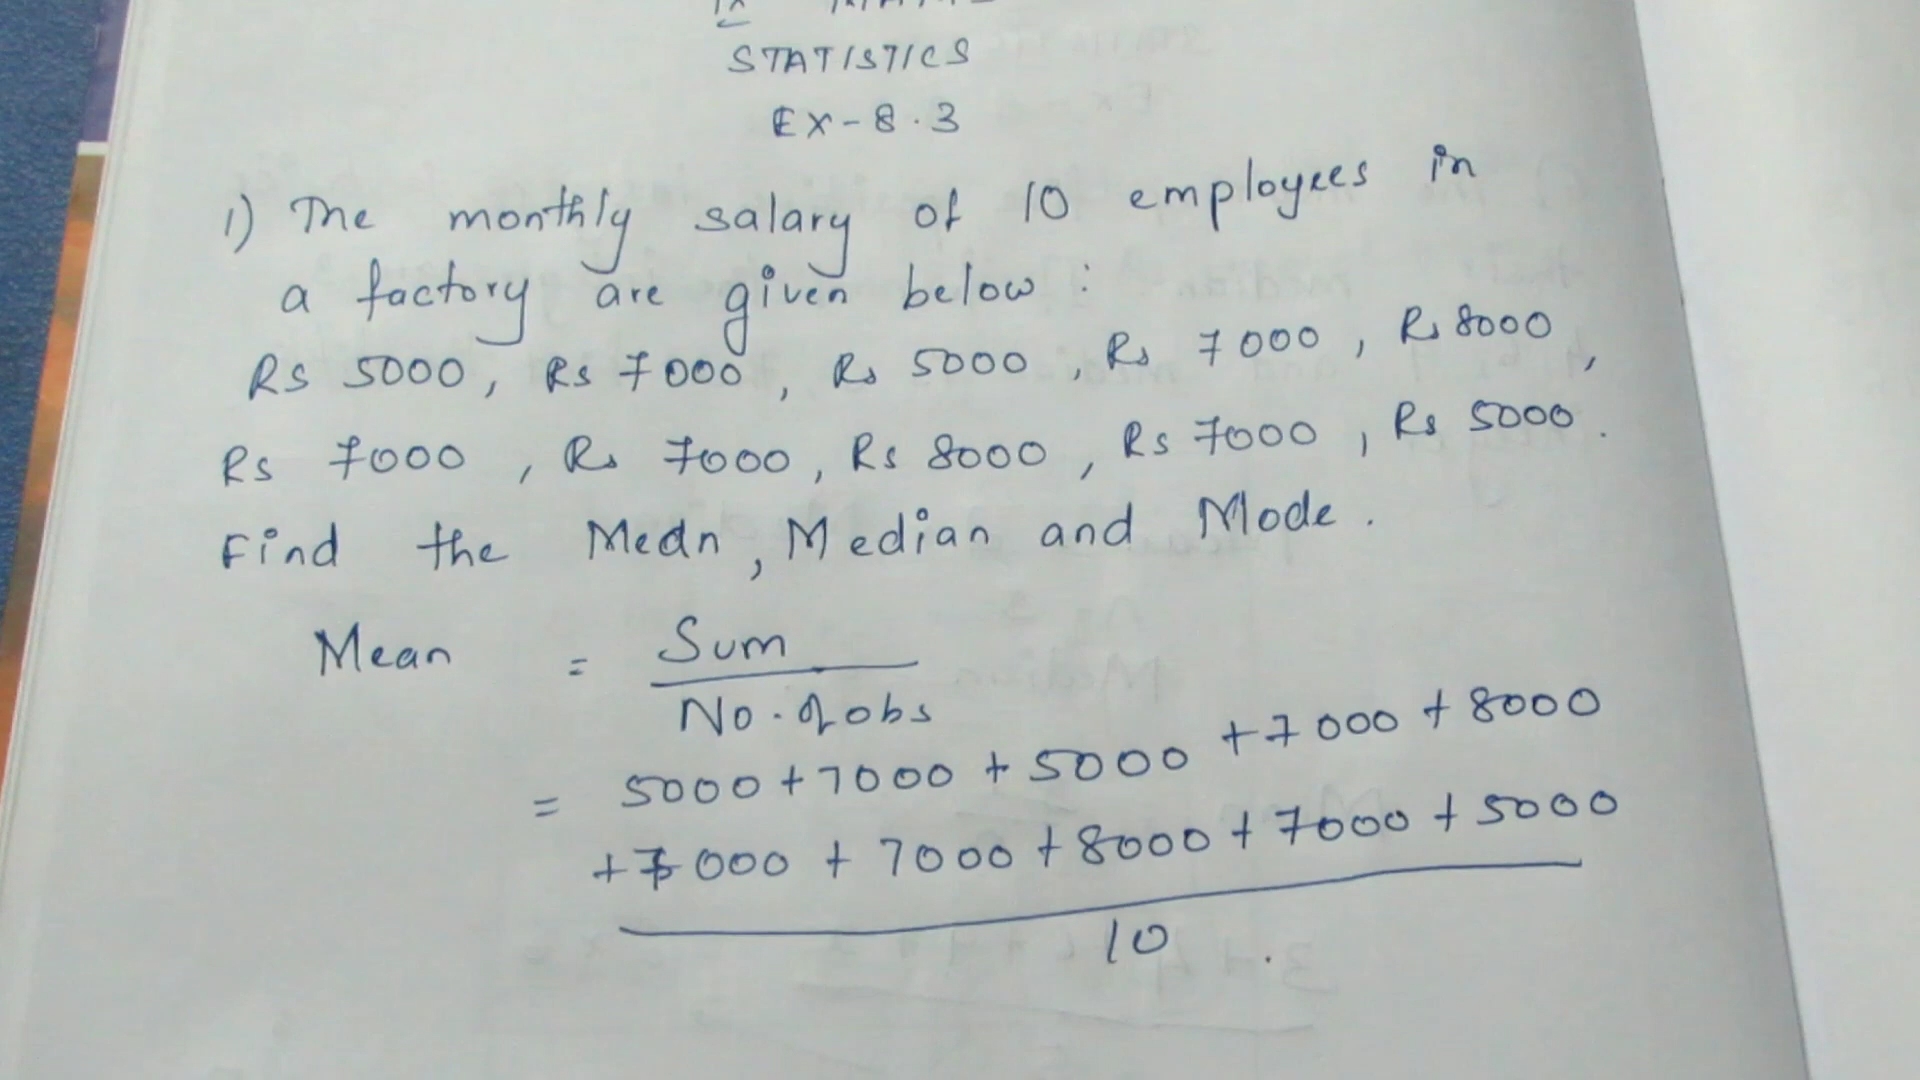 STATISTICS
EX-8.3
1) The monthly salary of 10 employees in
a factory are given below:
Rs 5000, Rs 7000, Rs 5000, Rs 7000, Rs 8000,
Rs 7000, Rs 7000, Rs 8000, Rs 7000, Rs 5000.
Find the Mean, Median and Mode.
Mean = Sum
No. of obs
= 5000+7000+5000+7000+8000
+7000+7000+8000+7000+5000
10.